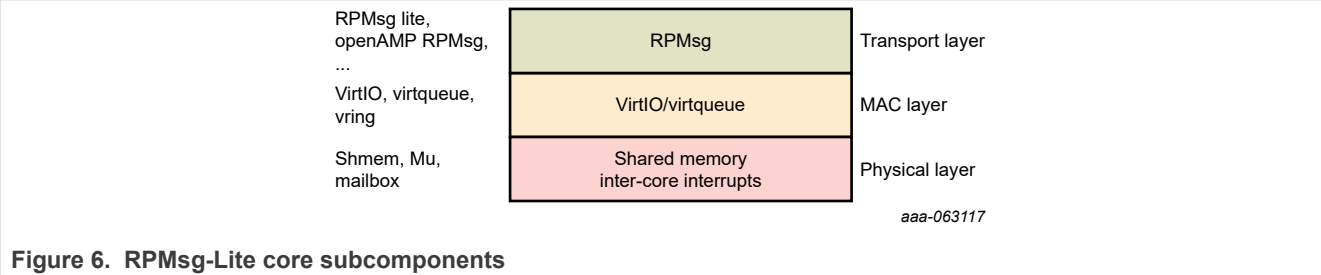 RPMsg lite,
openAMP RPMsg,
...
RPMsg
Transport layer
VirtIO, virtqueue,
vring
VirtIO/virtqueue
MAC layer
Shmem, Mu,
mailbox
Shared memory
inter-core interrupts
Physical layer
aaa-063117
Figure 6. RPMsg-Lite core subcomponents